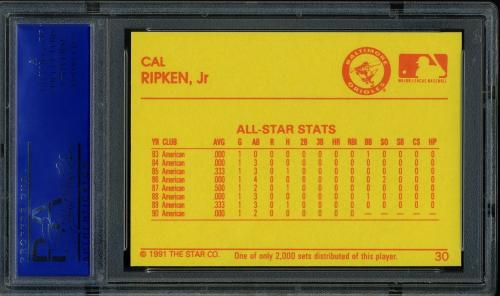 CAL
RIPKEN, Jr
BALTIMORE
ORIOLES
MAJOR LEAGUE BASEBALL
ALL-STAR STATS
YR CLUB AVG G AB R H 2B 3B HR RBI BB SO SB CS HP
83 American .000 1 0 0 0 0 0 0 0 1 0 0 0 0
84 American .000 1 3 0 0 0 0 0 0 0 0 0 0 0
85 American .333 1 3 0 1 0 0 0 0 0 0 0 0 0
86 American .000 1 4 0 0 0 0 0 0 0 2 0 0 0
87 American .500 1 2 0 1 0 0 0 0 0 0 0 0 0
88 American .000 1 3 0 0 0 0 0 0 1 0 0 0 0
89 American .333 1 3 0 1 1 0 0 0 0 0 0 0 0
90 American .000 1 2 0 0 0 0 0 0 — — — — —
© 1991 THE STAR CO. One of only 2,000 sets distributed of this player. 30